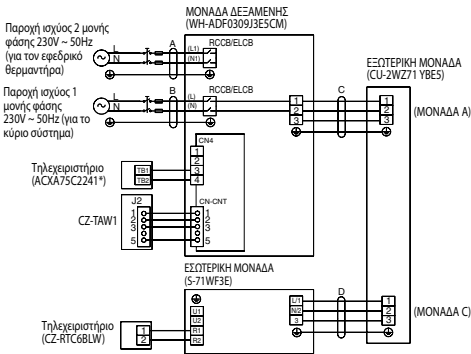 ΜΟΝΑΔΑ ΔΕΞΑΜΕΝΗΣ
(WH-ADF0309J3E5CM)
Παροχή ισχύος 2 μονής
φάσης 230V ~ 50Hz
(για τον εφεδρικό
θερμαντήρα)
L
N
A
(L1)
(N1)
RCCB/ELCB
Παροχή ισχύος 1
μονής φάσης
230V ~ 50Hz (για το
κύριο σύστημα)
L
N
B
(L)
(N)
RCCB/ELCB
1
2
3
C
1
2
3
ΕΞΩΤΕΡΙΚΗ ΜΟΝΑΔΑ
(CU-2WZ71 YBE5)
(ΜΟΝΑΔΑ A)
CN4
1
2
3
4
Τηλεχειριστήριο
(ACXA75C2241*)
TB1
TB2
CZ-TAW1
J2
1
2
3
5
CN-CNT
1
2
3
5
ΕΣΩΤΕΡΙΚΗ ΜΟΝΑΔΑ
(S-71WF3E)
U1
U2
R1
R2
L/1
N/2
3
D
1
2
3
(ΜΟΝΑΔΑ C)
Τηλεχειριστήριο
(CZ-RTC6BLW)
1
2